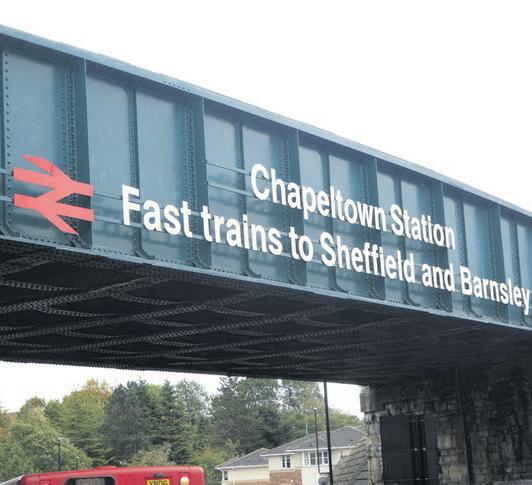 Chapeltown Station
Fast trains to Sheffield and Barnsley